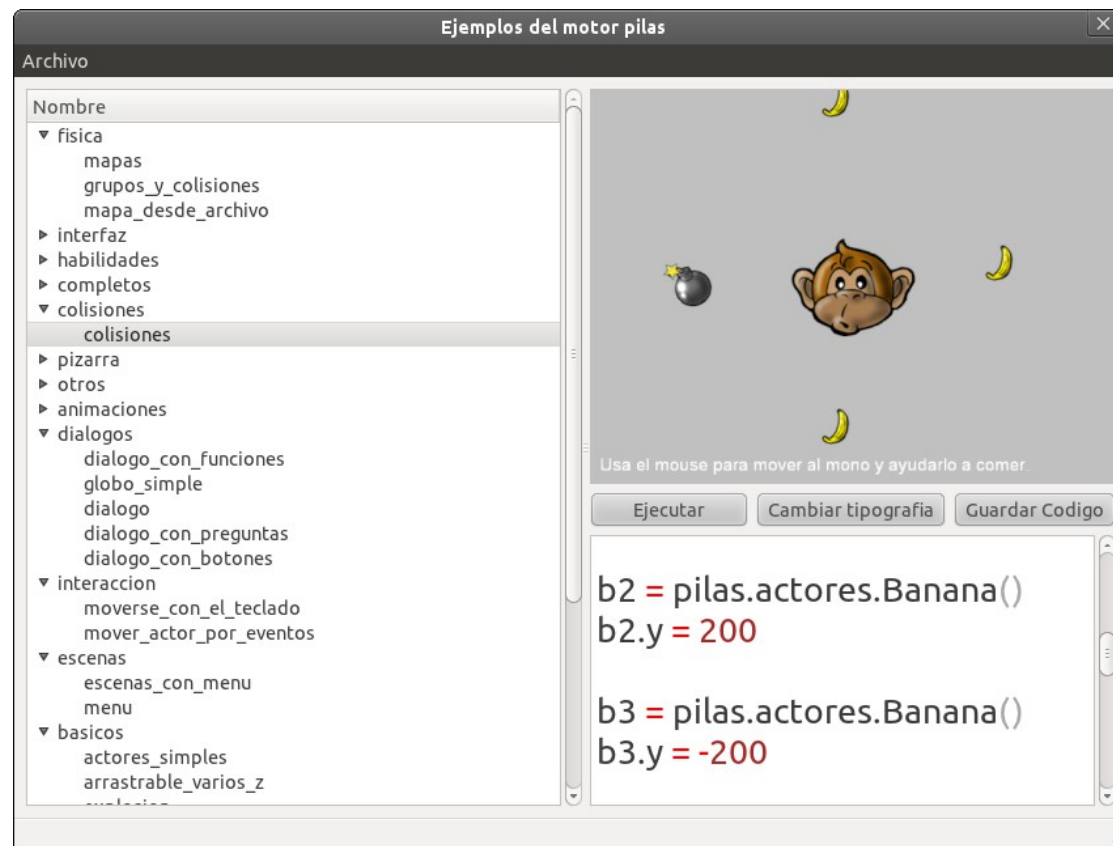 Ejemplos del motor pilas
Archivo
Nombre
fisica
mapas
grupos_y_colisiones
mapa_desde_archivo
interfaz
habilidades
completos
colisiones
colisiones
pizarra
otros
animaciones
dialogos
dialogo_con_funciones
globo_simple
dialogo
dialogo_con_preguntas
dialogo_con_botones
interaccion
moverse_con_el_teclado
mover_actor_por_eventos
escenas
escenas_con_menu
menu
basicos
actores_simples
arrastrable_varios_z
Usa el mouse para mover al mono y ayudarlo a comer.
Ejecutar
Cambiar tipografia
Guardar Codigo
b2 = pilas.actores.Banana()
b2.y = 200
b3 = pilas.actores.Banana()
b3.y = -200